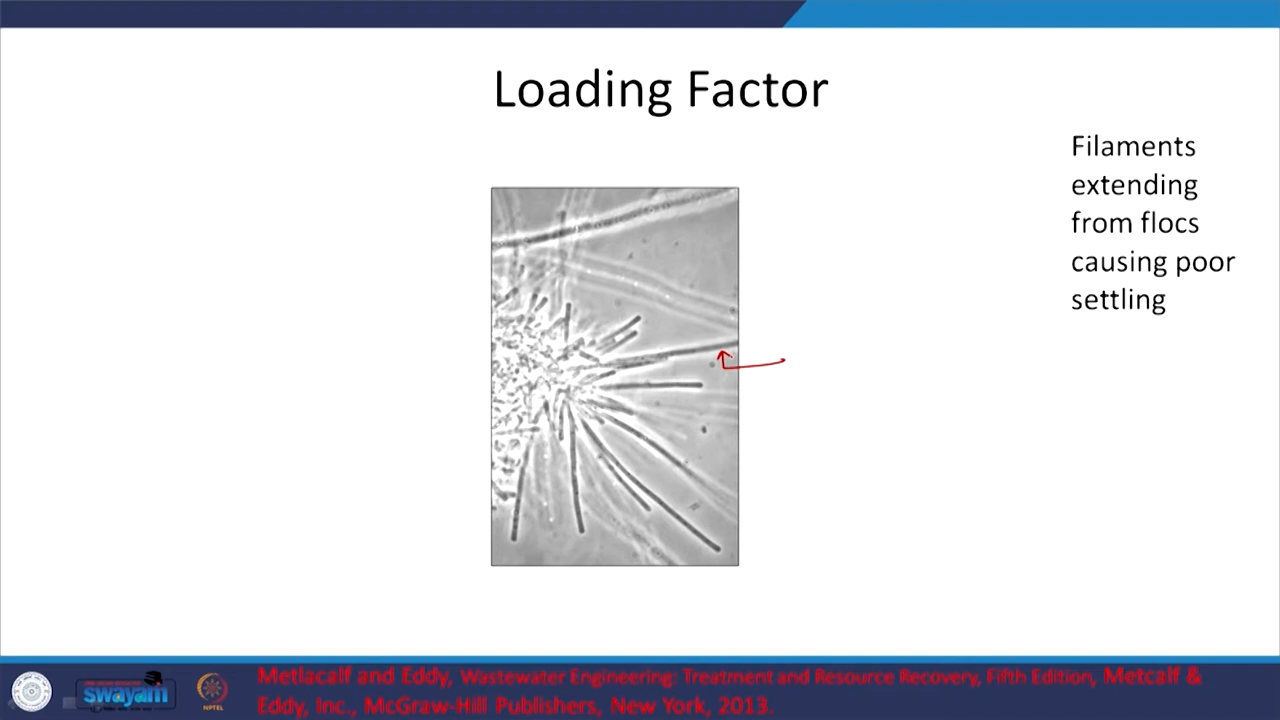 Loading Factor
Filaments
extending
from flocs
causing poor
settling
swayam
NPTEL
Metlacalf and Eddy, Wastewater Engineering: Treatment and Resource Recovery, Fifth Edition, Metcalf &
Eddy, Inc., McGraw-Hill Publishers, New York, 2013.